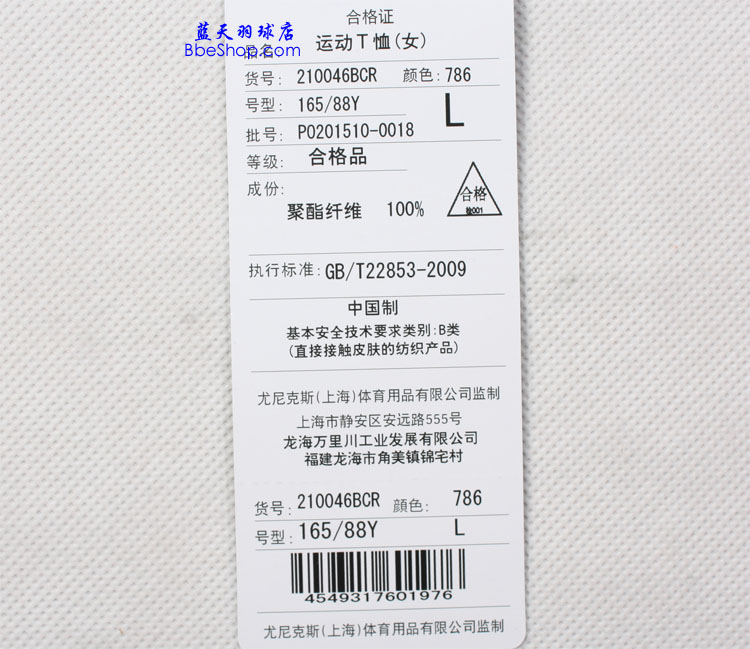 合格证
蓝天羽球店
BbeShop.com
品名: 运动T恤(女)
货号: 210046BCR 颜色: 786
号型: 165/88Y L
批号: P0201510-0018
等级: 合格品
成份:
合格
检001
聚酯纤维 100%
执行标准: GB/T22853-2009
中国制
基本安全技术要求类别:B类
(直接接触皮肤的纺织产品)
尤尼克斯(上海)体育用品有限公司监制
上海市静安区安远路555号
龙海万里川工业发展有限公司
福建龙海市角美镇锦宅村
货号: 210046BCR 顔色: 786
号型: 165/88Y L
4549317601976
尤尼克斯(上海)体育用品有限公司监制